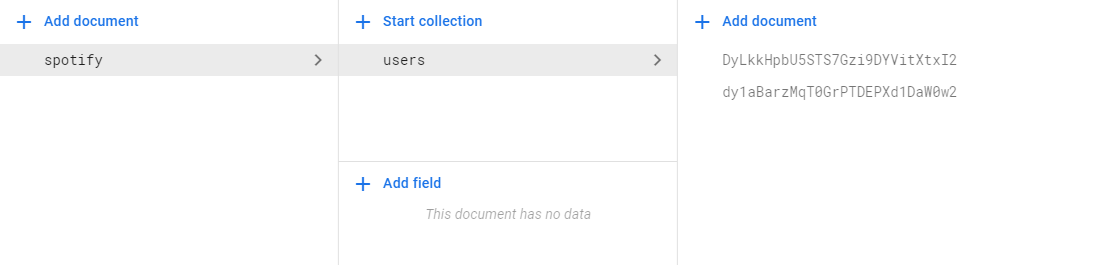 Add document
spotify
Start collection
users
Add field
This document has no data
Add document
DyLkkHpbU5STS7Gzi9DYVitXtxI2
dy1aBarzMqT0GrPTDEPXd1DaW0w2